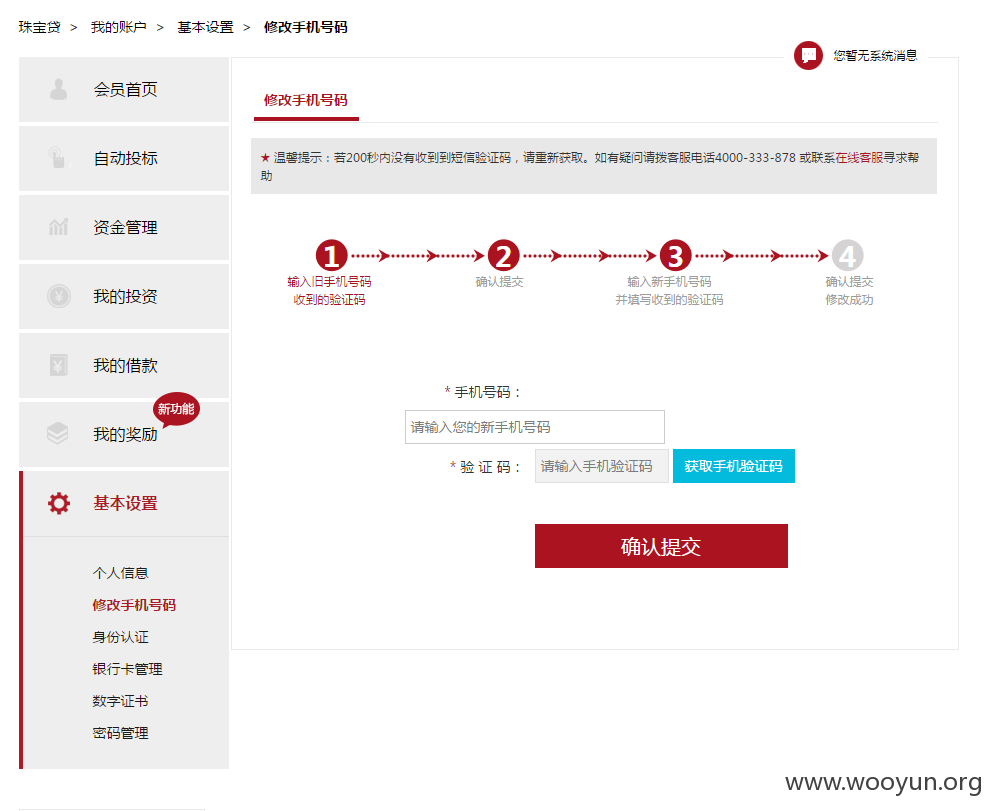 珠宝贷 > 我的账户 > 基本设置 > 修改手机号码
您暂无系统消息
会员首页
自动投标
资金管理
我的投资
我的借款
新功能
我的奖励
基本设置
个人信息
修改手机号码
身份认证
银行卡管理
数字证书
密码管理
修改手机号码
★ 温馨提示：若200秒内没有收到到短信验证码，请重新获取。如有疑问请拨客服电话4000-333-878 或联系在线客服寻求帮
助
1
输入旧手机号码
收到的验证码
2
确认提交
3
输入新手机号码
并填写收到的验证码
4
确认提交
修改成功
* 手机号码：
请输入您的新手机号码
* 验 证 码：
请输入手机验证码
获取手机验证码
确认提交
www.wooyun.org